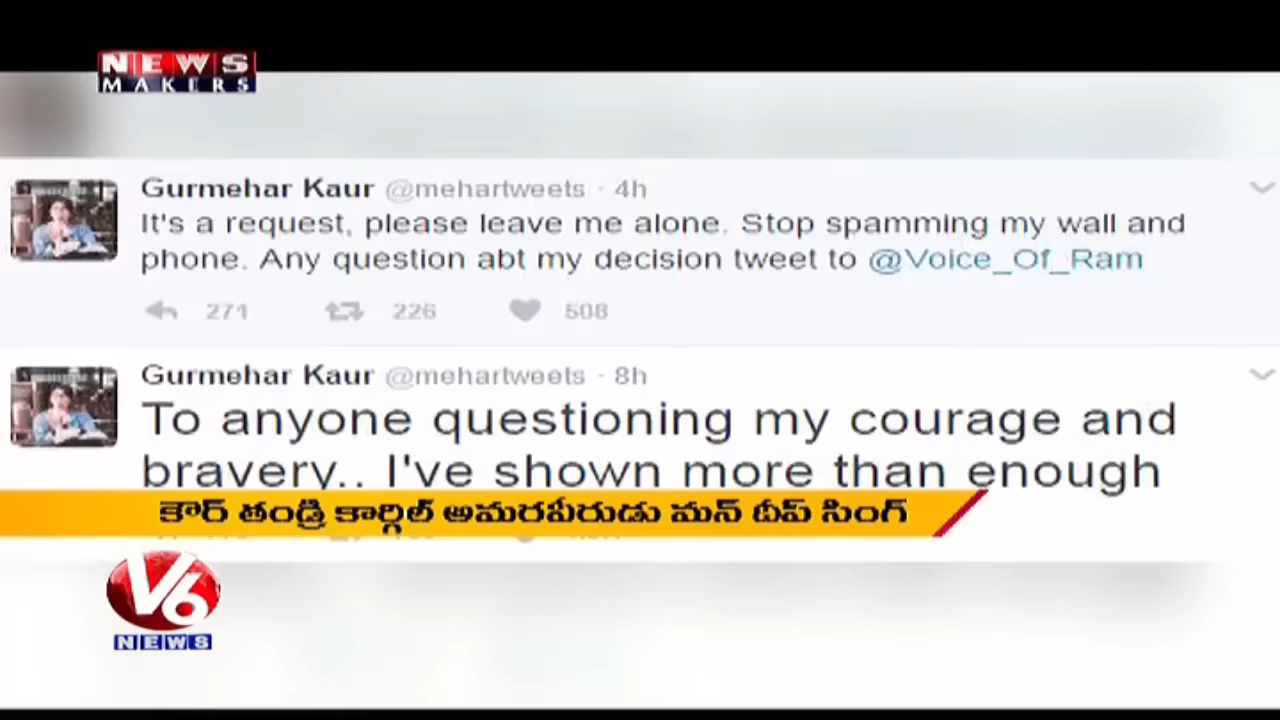 NEWS
MAKERS
Gurmehar Kaur @mehartweets · 4h
It's a request, please leave me alone. Stop spamming my wall and
phone. Any question abt my decision tweet to @Voice_Of_Ram
271 226 508
Gurmehar Kaur @mehartweets · 8h
To anyone questioning my courage and
bravery.. I've shown more than enough
కౌర్ తండ్రి కార్గిల్ అమరవీరుడు మన్ దీప్ సింగ్
V6
NEWS